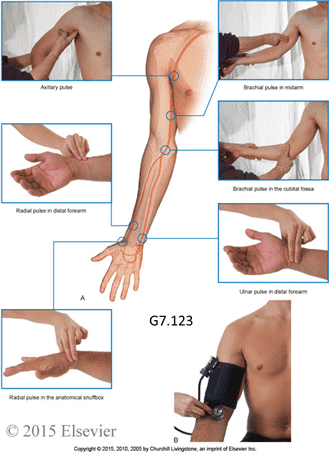 Axillary pulse
Brachial pulse in midarm
Radial pulse in distal forearm
Brachial pulse in the cubital fossa
A
Ulnar pulse in distal forearm
G7.123
Radial pulse in the anatomical snuffbox
B
© 2015 Elsevier
Copyright © 2015, 2010, 2005 by Churchill Livingstone, an imprint of Elsevier Inc.